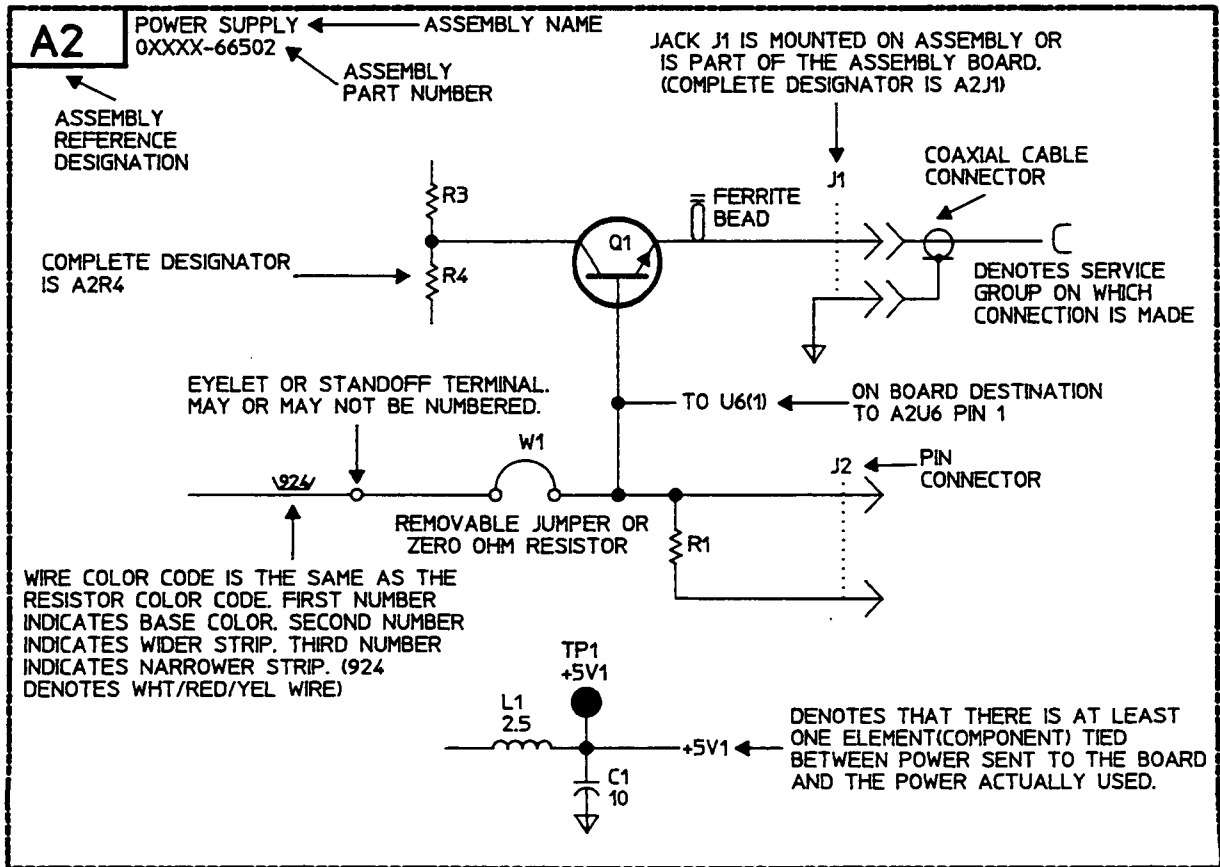 A2
POWER SUPPLY
0XXXX-66502
ASSEMBLY NAME
ASSEMBLY
PART NUMBER
ASSEMBLY
REFERENCE
DESIGNATION
JACK J1 IS MOUNTED ON ASSEMBLY OR
IS PART OF THE ASSEMBLY BOARD.
(COMPLETE DESIGNATOR IS A2J1)
COAXIAL CABLE
CONNECTOR
J1
R3
FERRITE
BEAD
Q1
C
COMPLETE DESIGNATOR
IS A2R4
R4
DENOTES SERVICE
GROUP ON WHICH
CONNECTION IS MADE
EYELET OR STANDOFF TERMINAL.
MAY OR MAY NOT BE NUMBERED.
TO U6(1)
ON BOARD DESTINATION
TO A2U6 PIN 1
W1
J2
PIN
CONNECTOR
924
REMOVABLE JUMPER OR
ZERO OHM RESISTOR
R1
WIRE COLOR CODE IS THE SAME AS THE
RESISTOR COLOR CODE. FIRST NUMBER
INDICATES BASE COLOR. SECOND NUMBER
INDICATES WIDER STRIP. THIRD NUMBER
INDICATES NARROWER STRIP. (924
DENOTES WHT/RED/YEL WIRE)
TP1
+5V1
L1
2.5
+5V1
C1
10
DENOTES THAT THERE IS AT LEAST
ONE ELEMENT(COMPONENT) TIED
BETWEEN POWER SENT TO THE BOARD
AND THE POWER ACTUALLY USED.